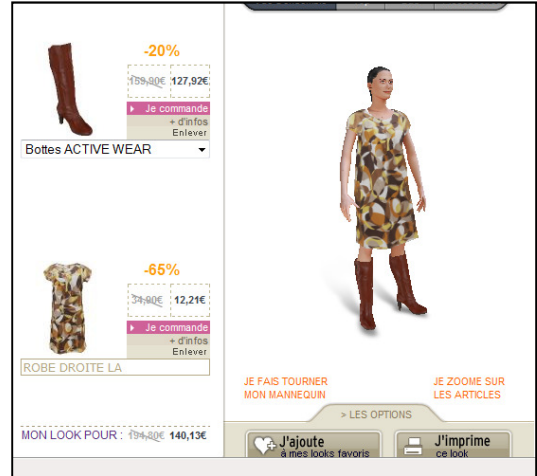 -20%
159,90€ 127,92€
Je commande
+ d'infos
Enlever
Bottes ACTIVE WEAR
-65%
34,90€ 12,21€
Je commande
+ d'infos
Enlever
ROBE DROITE LA
MON LOOK POUR : 194,80€ 140,13€
JE FAIS TOURNER
MON MANNEQUIN
JE ZOOME SUR
LES ARTICLES
> LES OPTIONS
J'ajoute
à mes looks favoris
J'imprime
ce look